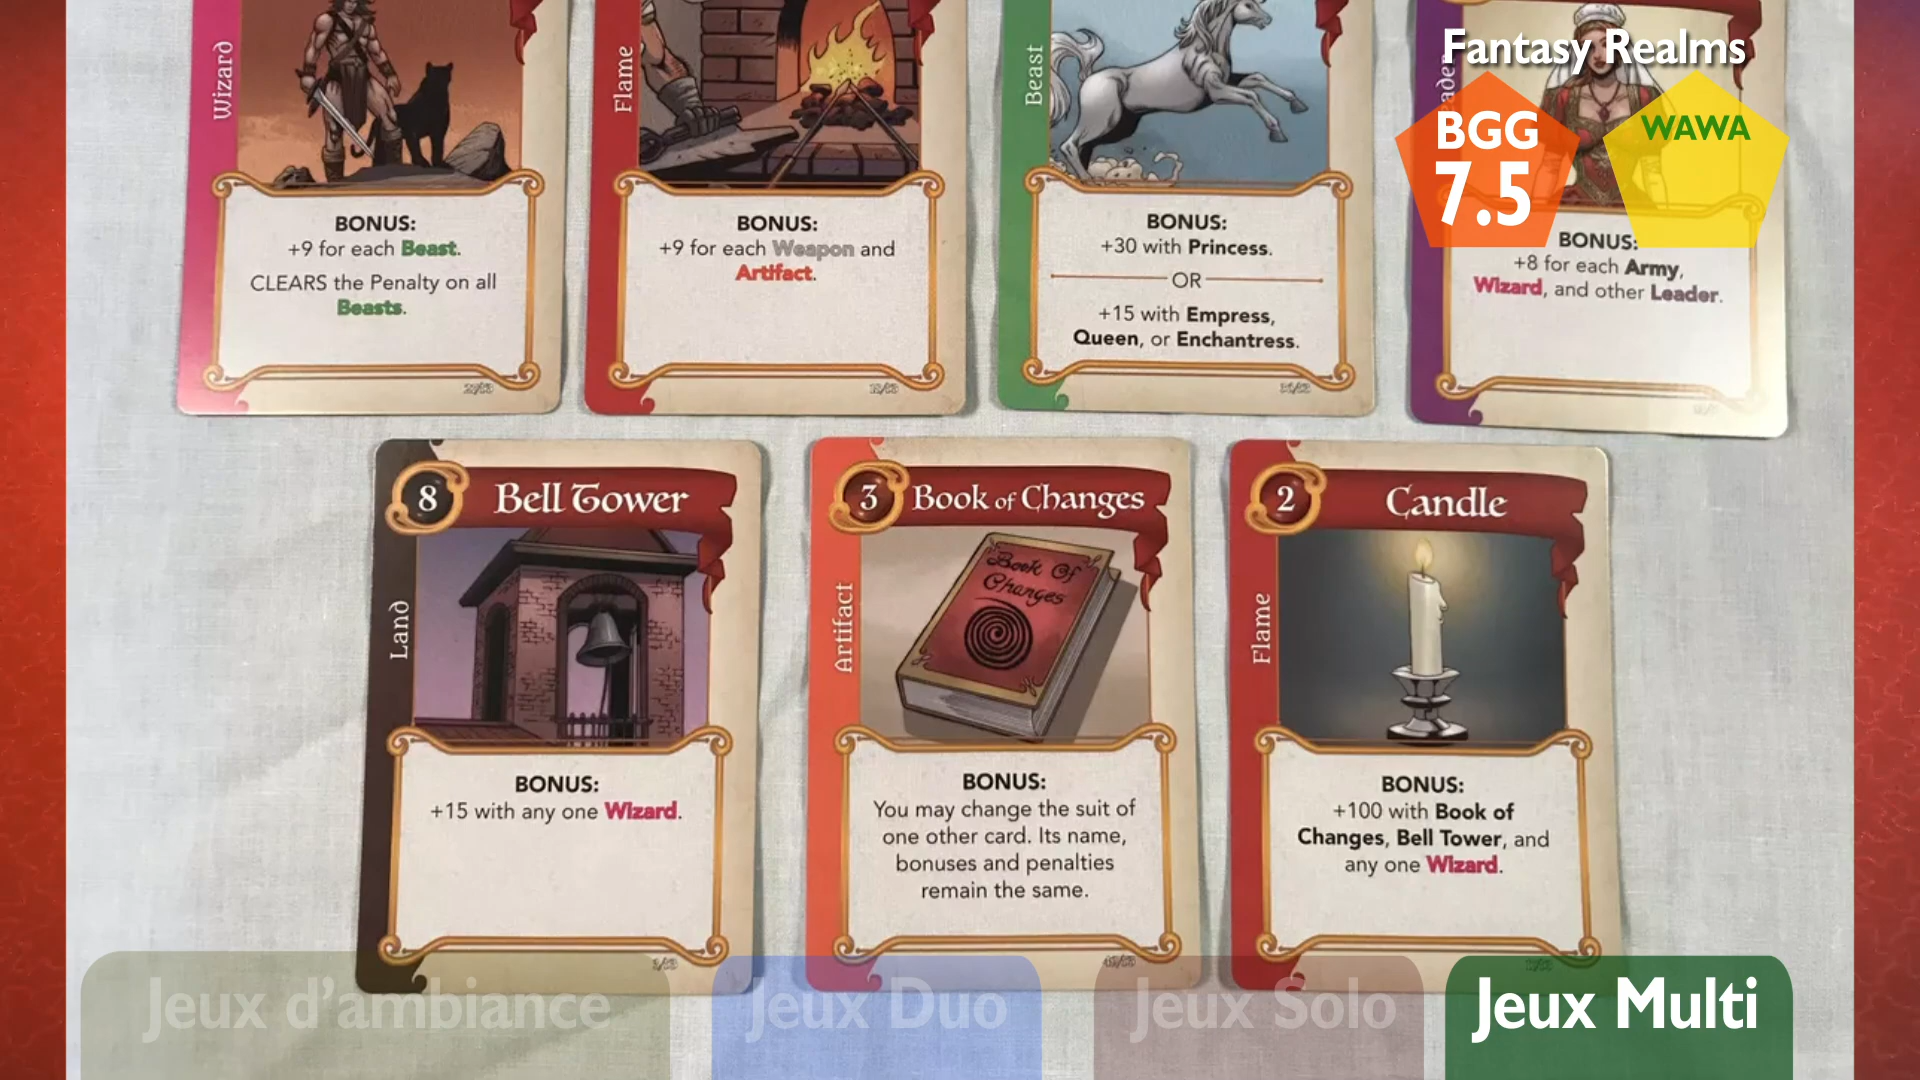 Fantasy Realms
BGG
7.5
WAWA
Wizard
BONUS:
+9 for each Beast.
CLEARS the Penalty on all
Beasts.
Flame
BONUS:
+9 for each Weapon and
Artifact.
Beast
BONUS:
+30 with Princess.
OR
+15 with Empress,
Queen, or Enchantress.
BONUS:
+8 for each Army,
Wizard, and other Leader.
8
Bell Tower
Land
BONUS:
+15 with any one Wizard.
3
Book of Changes
Book Of
Changes
Artifact
BONUS:
You may change the suit of
one other card. Its name,
bonuses and penalties
remain the same.
2
Candle
Flame
BONUS:
+100 with Book of
Changes, Bell Tower, and
any one Wizard.
Jeux d'ambiance
Jeux Duo
Jeux Solo
Jeux Multi